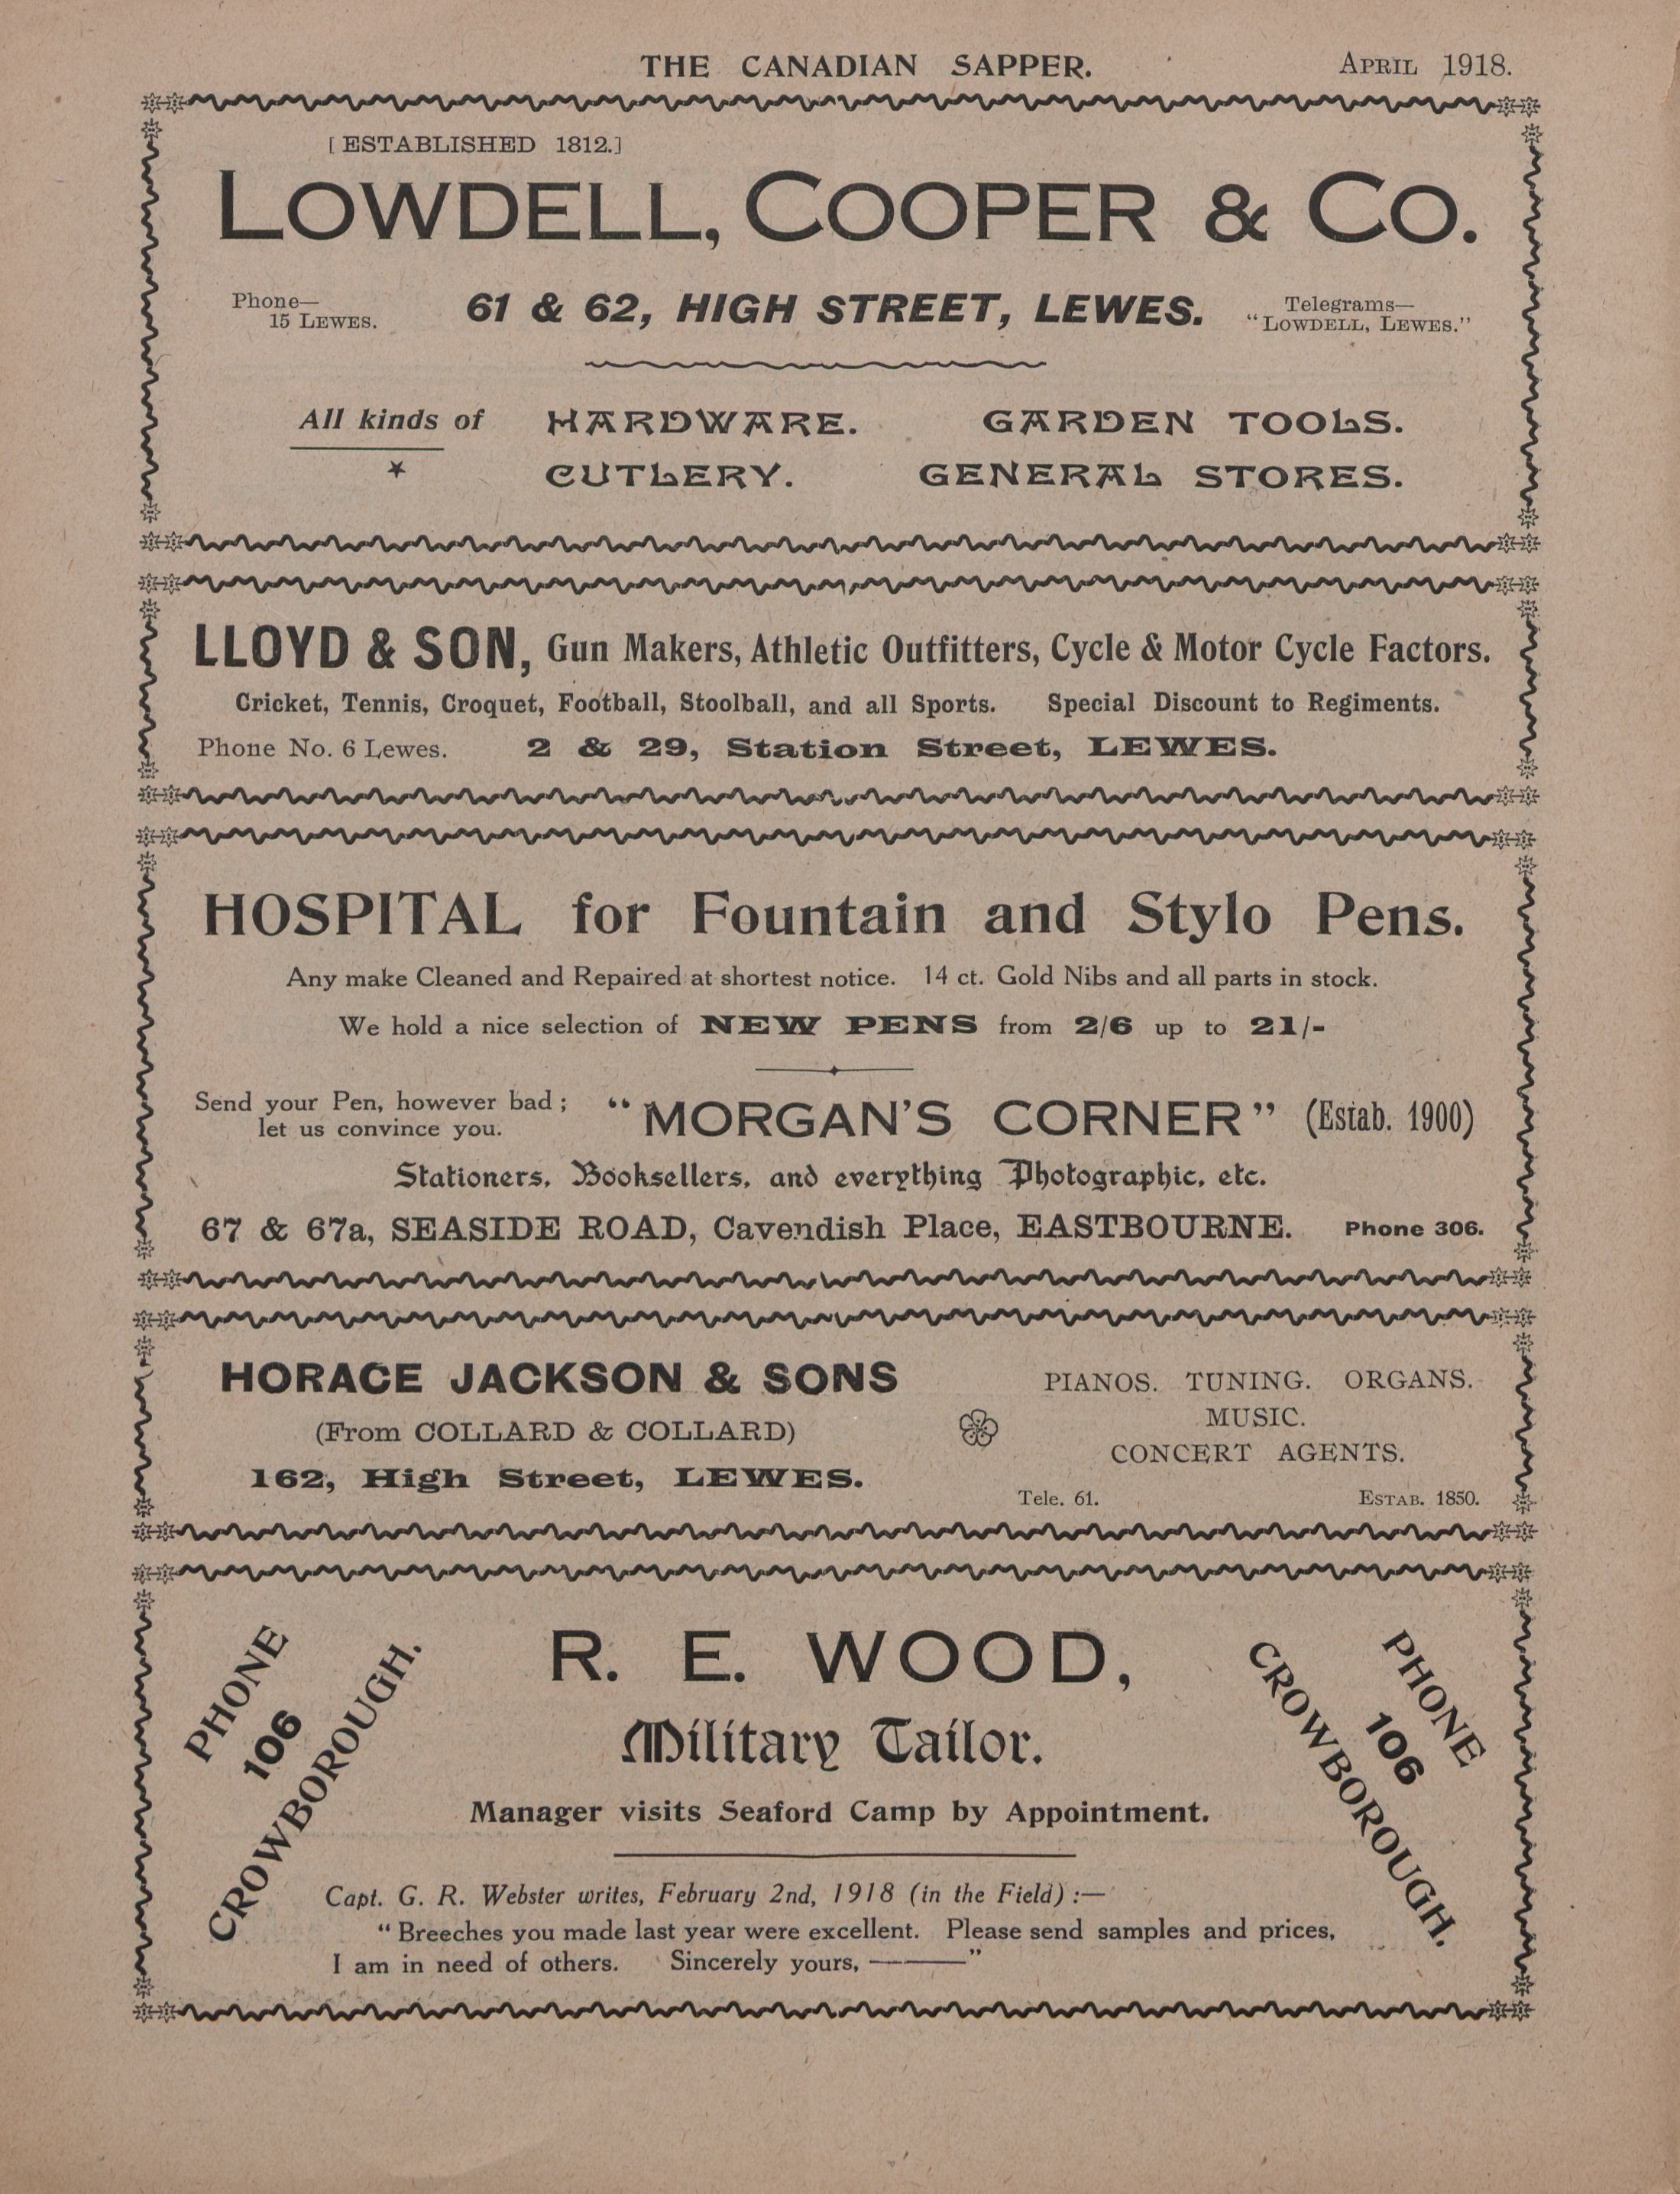 THE CANADIAN SAPPER. APRIL 1918.
[ESTABLISHED 1812.]
LOWDELL, COOPER & CO.
Phone—
15 LEWES.
61 & 62, HIGH STREET, LEWES.
Telegrams—
“LOWDELL, LEWES.”
All kinds of HARDWARE. GARDEN TOOLS.
CUTLERY. GENERAL STORES.
LLOYD & SON, Gun Makers, Athletic Outfitters, Cycle & Motor Cycle Factors.
Cricket, Tennis, Croquet, Football, Stoolball, and all Sports. Special Discount to Regiments.
Phone No. 6 Lewes. 2 & 29, Station Street, LEWES.
HOSPITAL for Fountain and Stylo Pens.
Any make Cleaned and Repaired at shortest notice. 14 ct. Gold Nibs and all parts in stock.
We hold a nice selection of NEW PENS from 2/6 up to 21/-
Send your Pen, however bad;
let us convince you.
“MORGAN’S CORNER” (Estab. 1900)
Stationers, Booksellers, and everything Photographic, etc.
67 & 67a, SEASIDE ROAD, Cavendish Place, EASTBOURNE. Phone 306.
HORACE JACKSON & SONS
(From COLLARD & COLLARD)
162, High Street, LEWES.
PIANOS. TUNING. ORGANS.
MUSIC.
CONCERT AGENTS.
Tele. 61. ESTAB. 1850.
PHONE
106
CROWBOROUGH.
R. E. WOOD,
Military Tailor.
Manager visits Seaford Camp by Appointment.
PHONE
106
CROWBOROUGH.
Capt. G. R. Webster writes, February 2nd, 1918 (in the Field) :—
“Breeches you made last year were excellent. Please send samples and prices,
I am in need of others. Sincerely yours, ———”